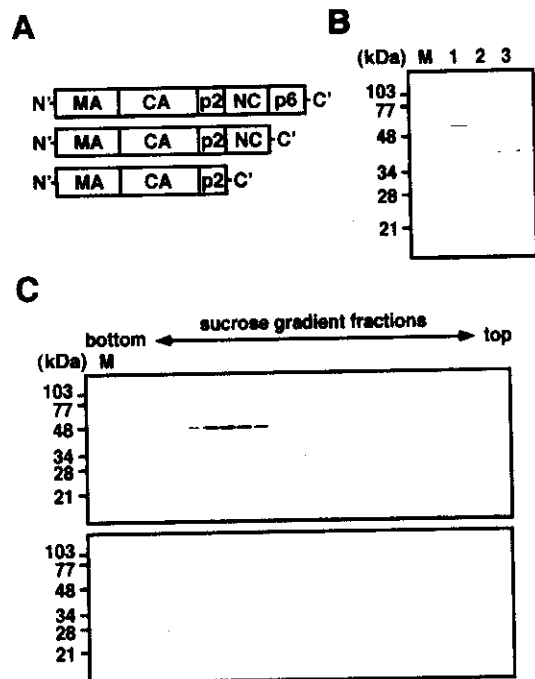 A
N' MA CA p2 NC p6 C'
N' MA CA p2 NC C'
N' MA CA p2 C'
B
(kDa) M 1 2 3
103
77
48
34
28
21
C
sucrose gradient fractions
bottom top
(kDa) M
103
77
48
34
28
21
103
77
48
34
28
21